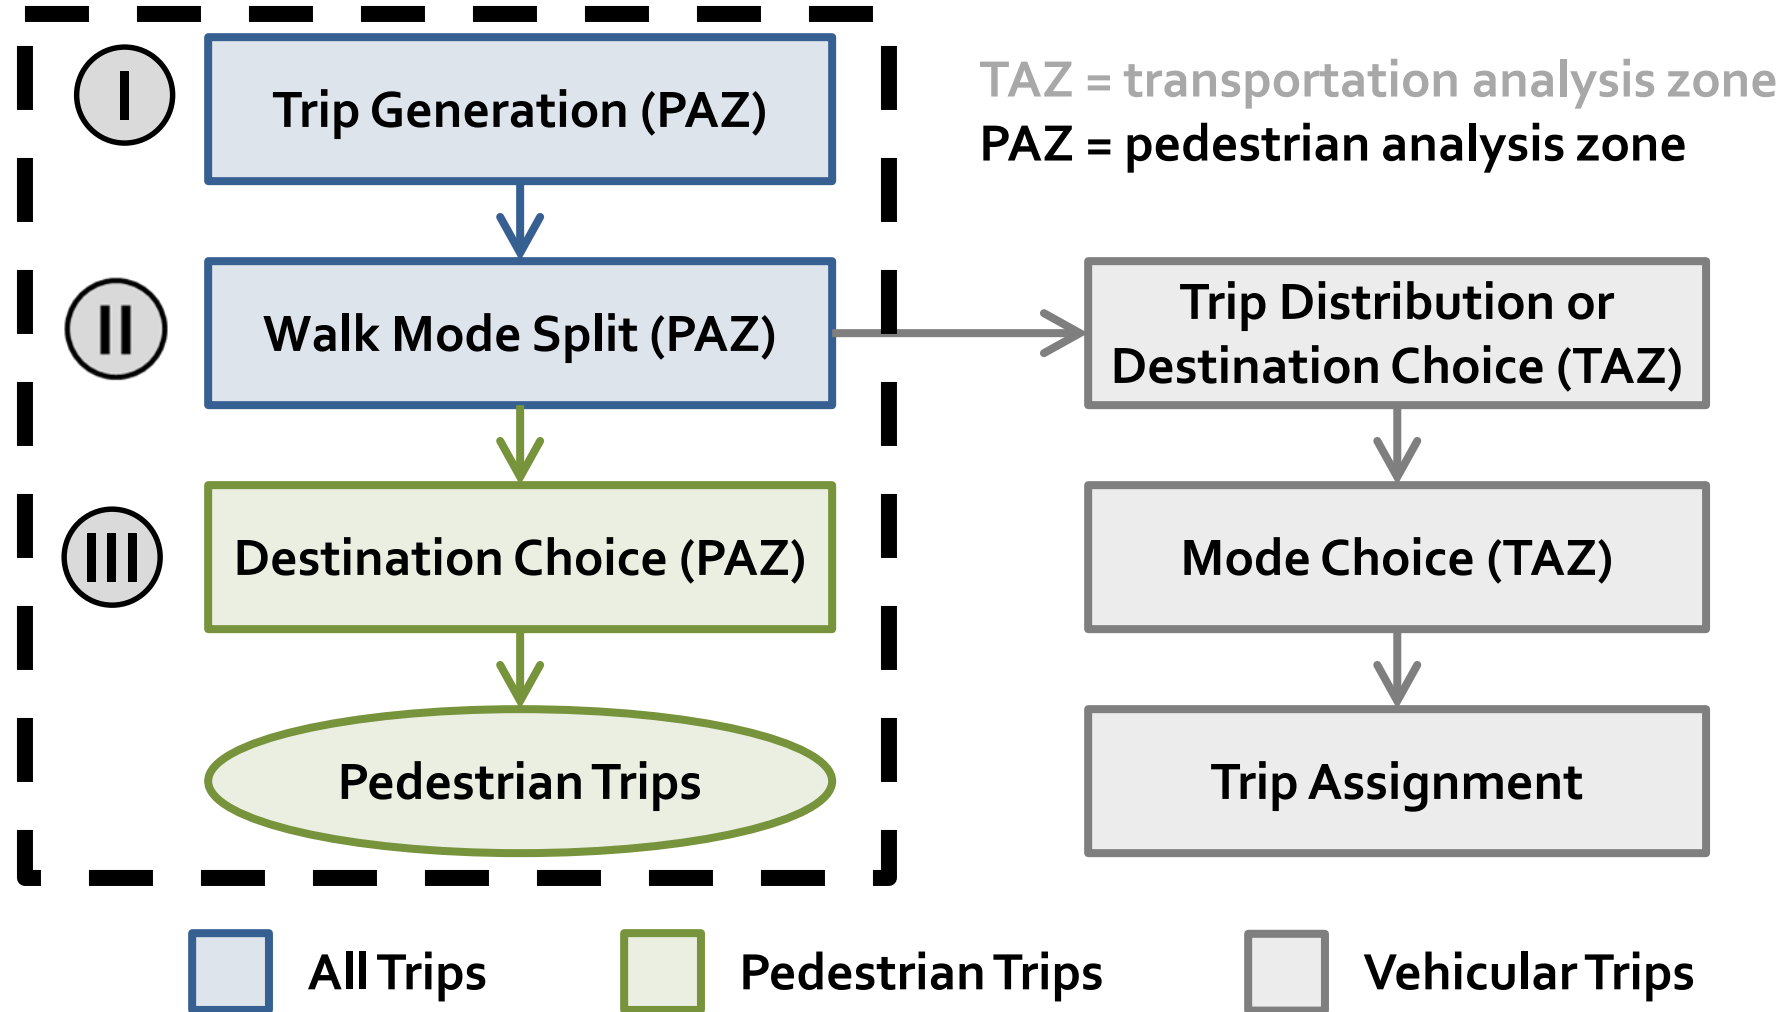 I
Trip Generation (PAZ)
TAZ = transportation analysis zone
PAZ = pedestrian analysis zone
II
Walk Mode Split (PAZ)
Trip Distribution or
Destination Choice (TAZ)
III
Destination Choice (PAZ)
Mode Choice (TAZ)
Pedestrian Trips
Trip Assignment
All Trips
Pedestrian Trips
Vehicular Trips